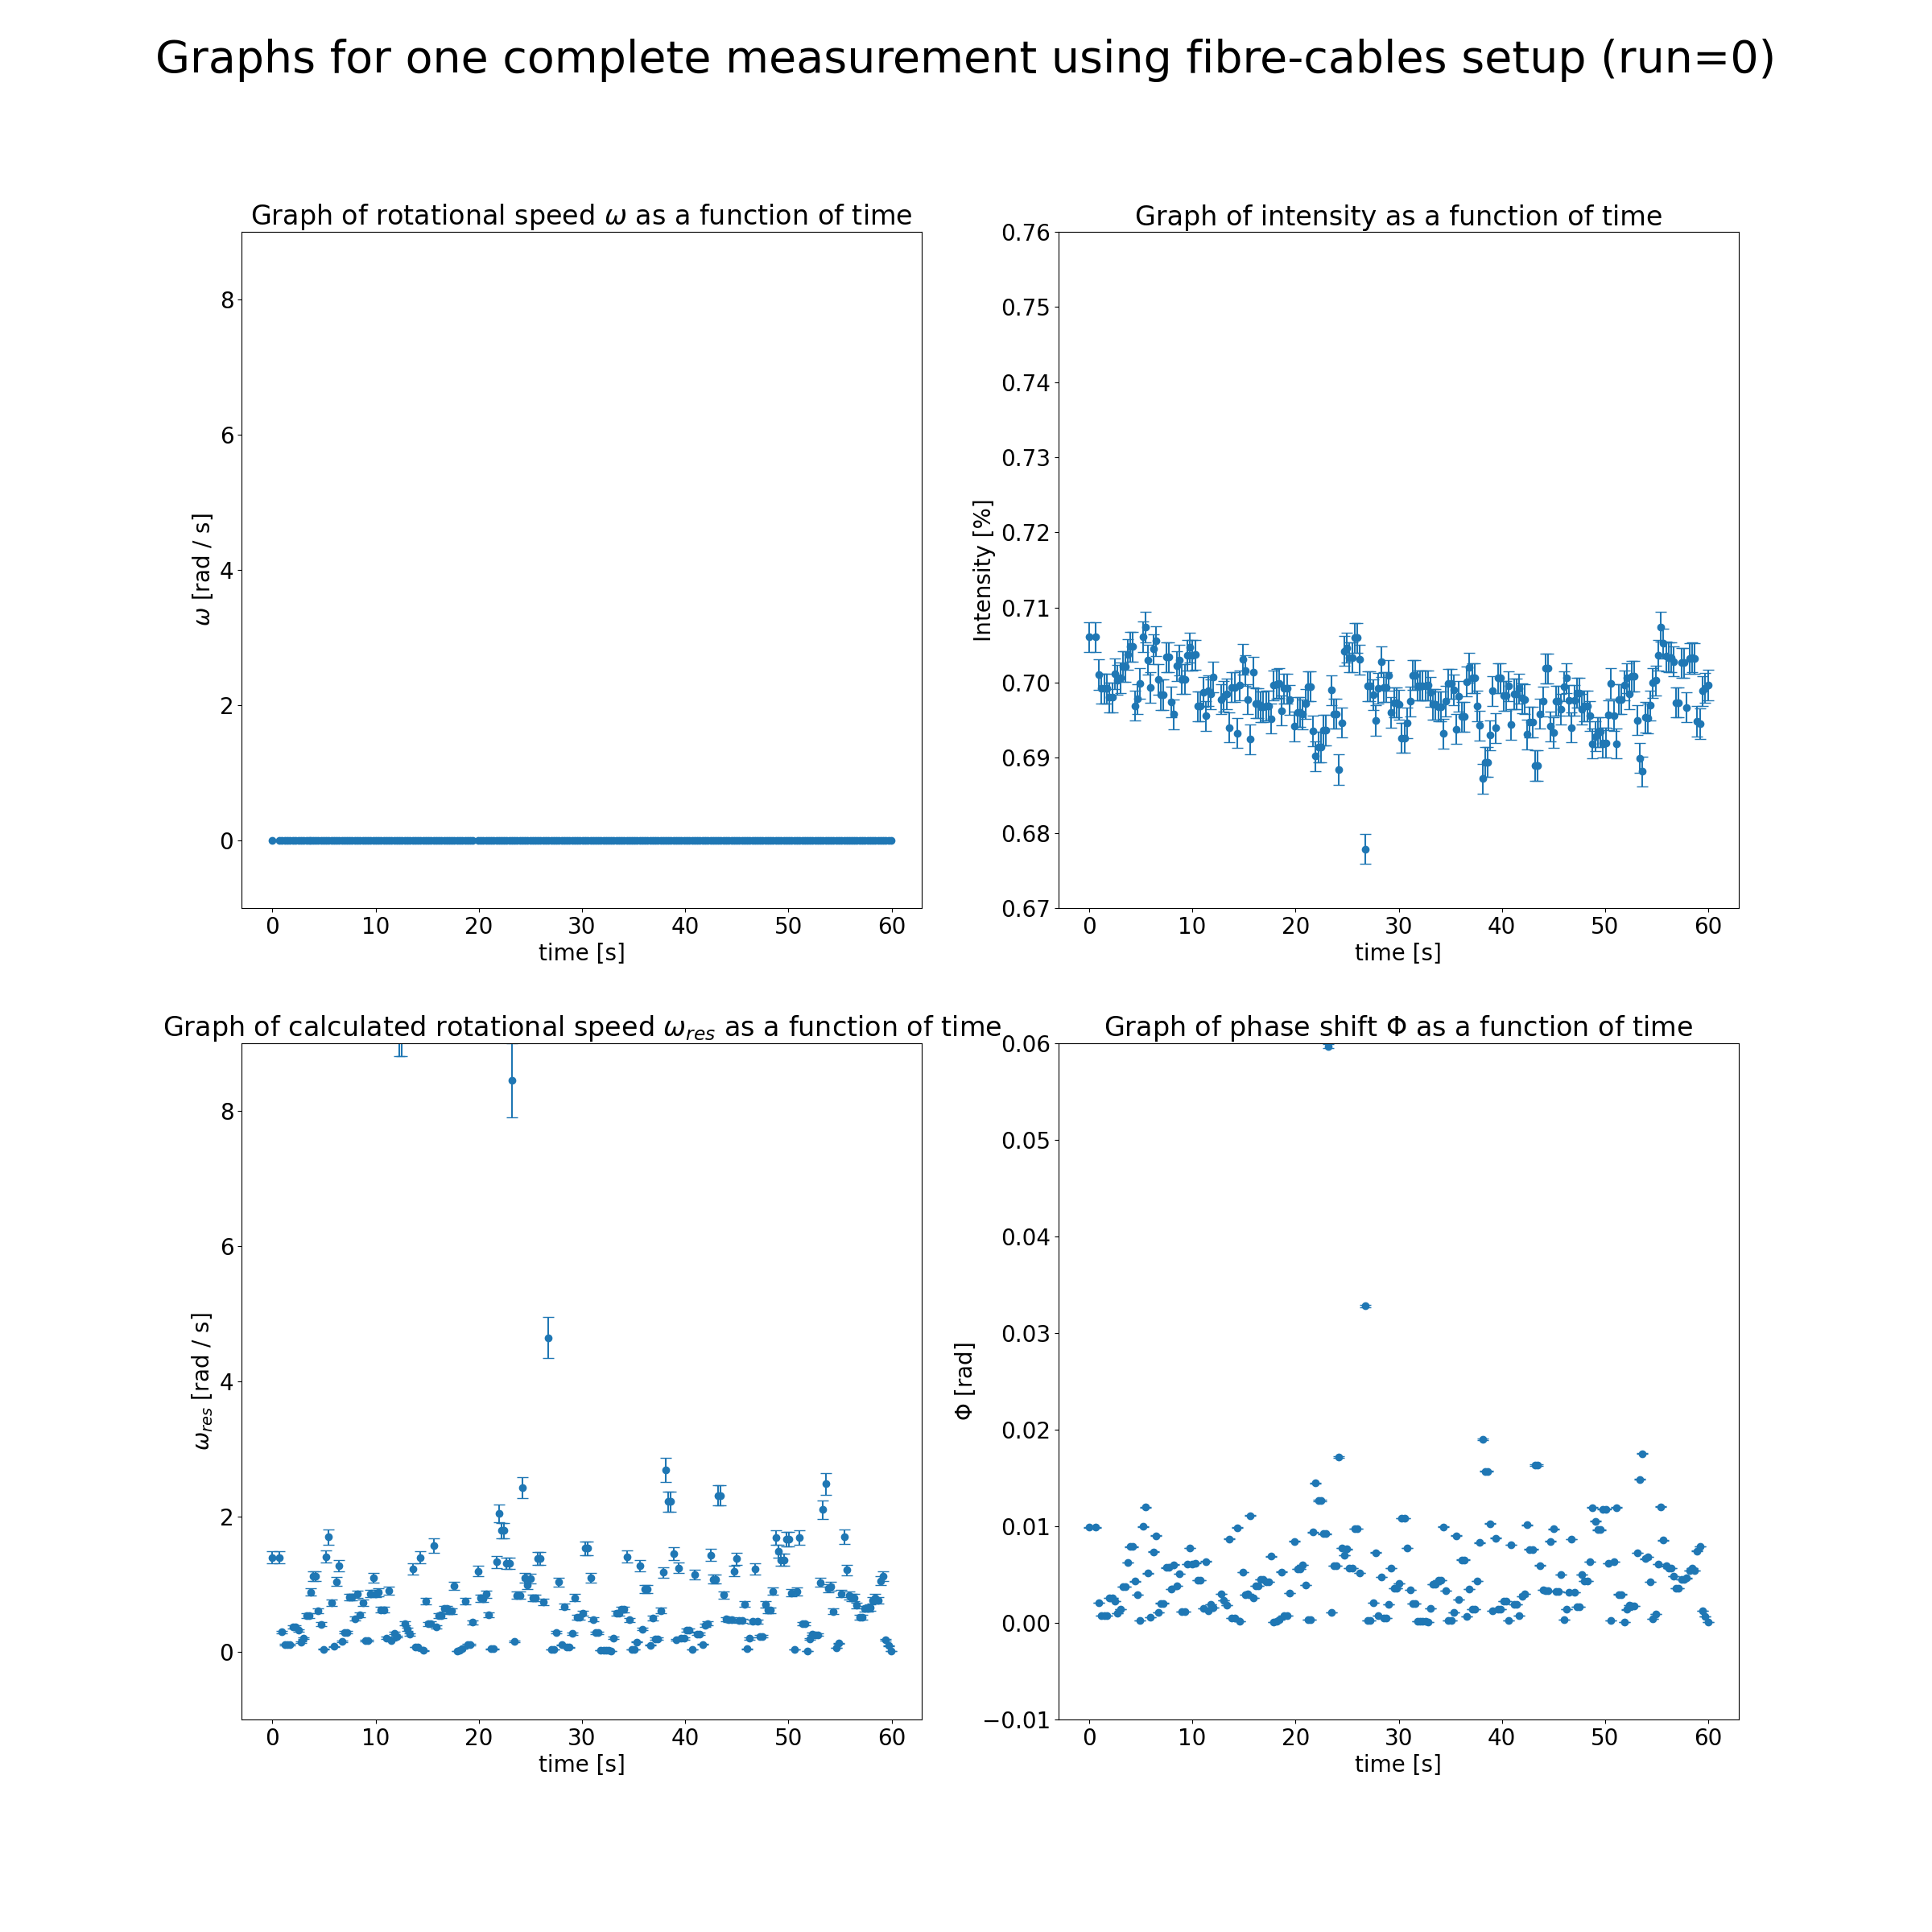 Graphs for one complete measurement using fibre-cables setup (run=0)
Graph of rotational speed ω as a function of time
8
6
4
2
0
ω [rad / s]
0 10 20 30 40 50 60
time [s]
Graph of intensity as a function of time
0.76
0.75
0.74
0.73
0.72
0.71
0.70
0.69
0.68
0.67
Intensity [%]
0 10 20 30 40 50 60
time [s]
Graph of calculated rotational speed ω_res as a function of time
8
6
4
2
0
ω_res [rad / s]
0 10 20 30 40 50 60
time [s]
Graph of phase shift Φ as a function of time
0.06
0.05
0.04
0.03
0.02
0.01
0.00
−0.01
Φ [rad]
0 10 20 30 40 50 60
time [s]